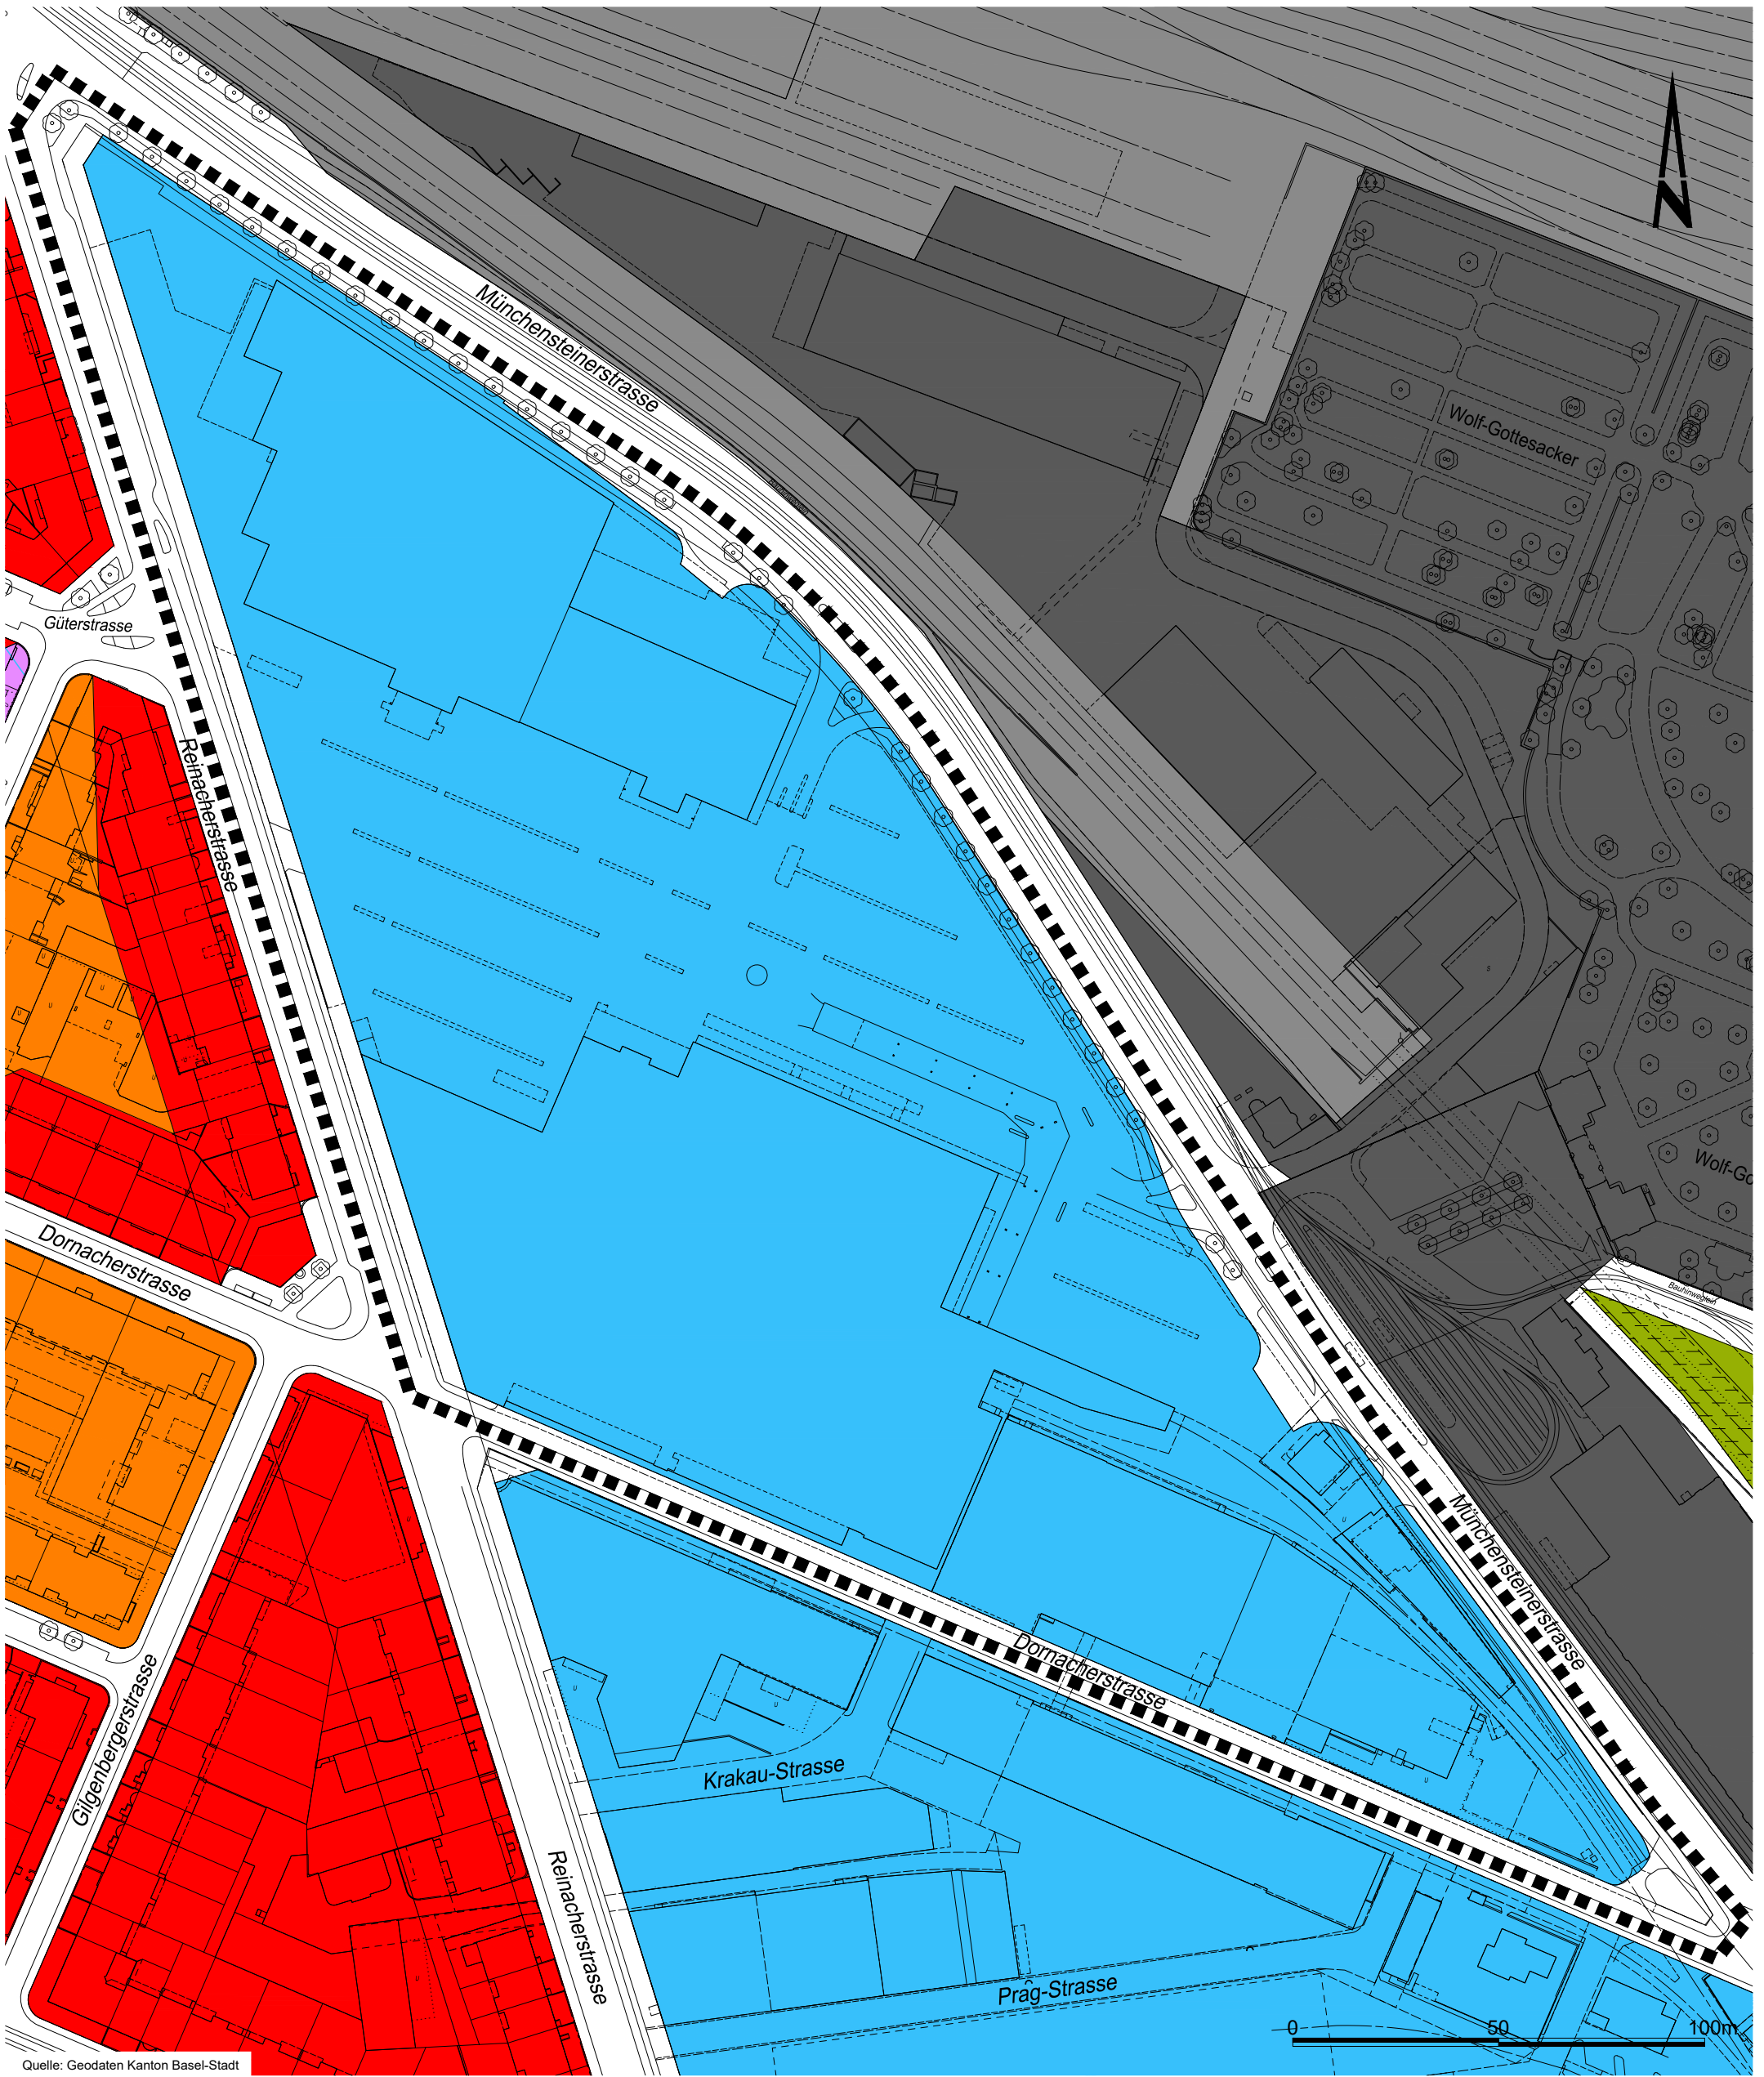 N
Münchensteinerstrasse
Wolf-Gottesacker
Güterstrasse
Reinacherstrasse
Wolf-Go
Dornacherstrasse
Bauhinweglein
Münchensteinerstrasse
Dornacherstrasse
Gilgenbergerstrasse
Krakau-Strasse
Reinacherstrasse
Prag-Strasse
0 50 100m
Quelle: Geodaten Kanton Basel-Stadt